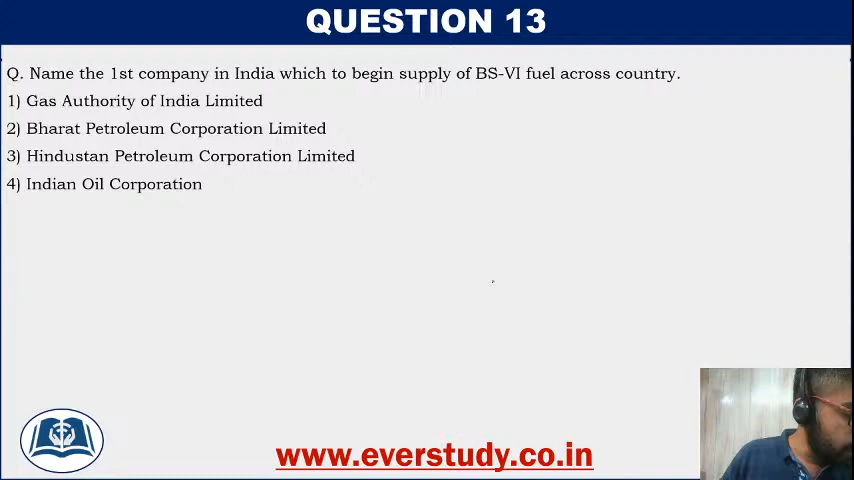 QUESTION 13
Q. Name the 1st company in India which to begin supply of BS-VI fuel across country.
1) Gas Authority of India Limited
2) Bharat Petroleum Corporation Limited
3) Hindustan Petroleum Corporation Limited
4) Indian Oil Corporation
www.everstudy.co.in